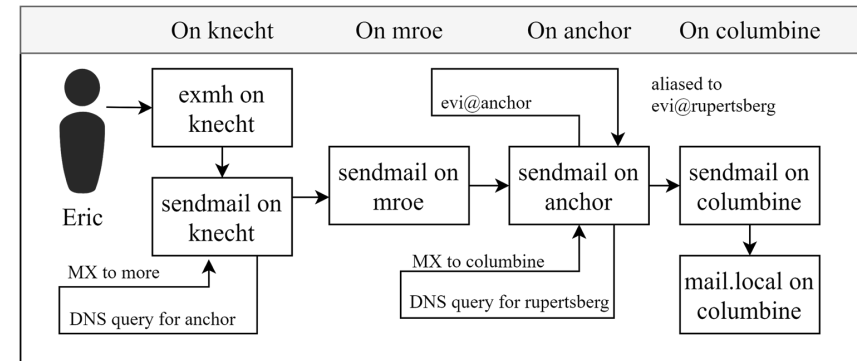 On knecht
On mroe
On anchor
On columbine
exmh on
knecht
evi@anchor
aliased to
evi@rupertsberg
Eric
sendmail on
knecht
sendmail on
mroe
sendmail on
anchor
sendmail on
columbine
MX to more
DNS query for anchor
MX to columbine
DNS query for rupertsberg
mail.local on
columbine